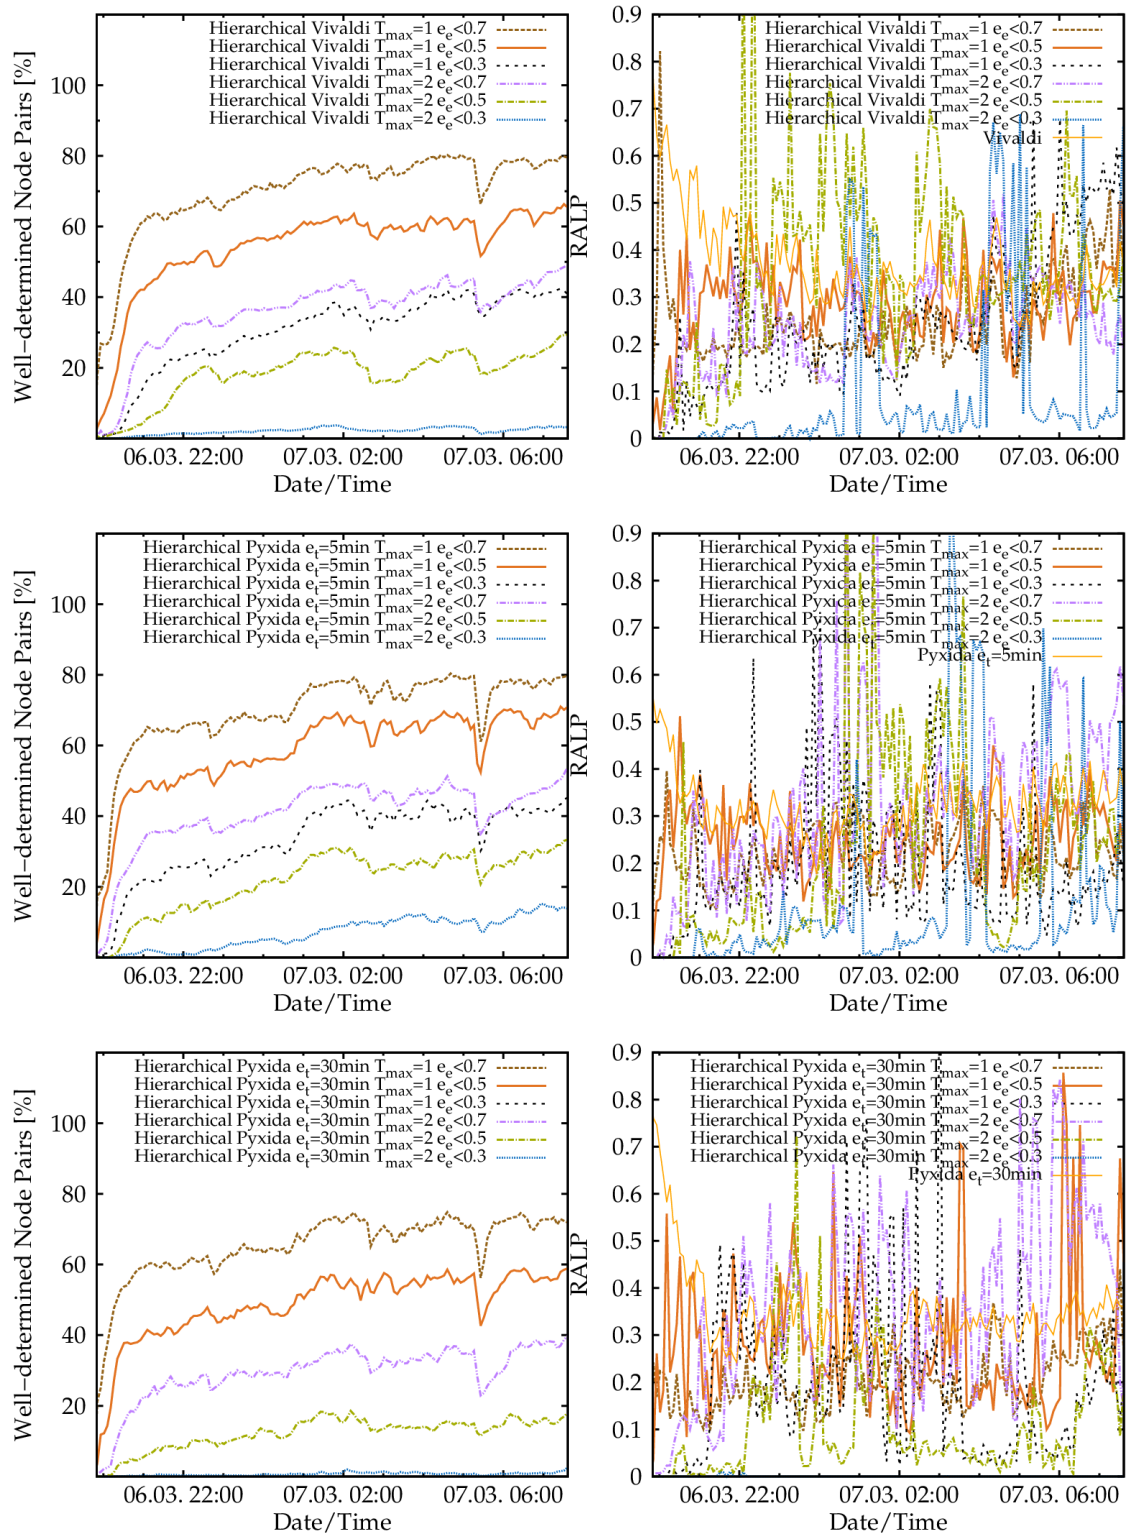 Well-determined Node Pairs [%]
100
80
60
40
20
Hierarchical Vivaldi Tmax=1 ee<0.7
Hierarchical Vivaldi Tmax=1 ee<0.5
Hierarchical Vivaldi Tmax=1 ee<0.3
Hierarchical Vivaldi Tmax=2 ee<0.7
Hierarchical Vivaldi Tmax=2 ee<0.5
Hierarchical Vivaldi Tmax=2 ee<0.3
06.03. 22:00 07.03. 02:00 07.03. 06:00
Date/Time
RALP
0.9
0.8
0.7
0.6
0.5
0.4
0.3
0.2
0.1
0
Hierarchical Vivaldi Tmax=1 ee<0.7
Hierarchical Vivaldi Tmax=1 ee<0.5
Hierarchical Vivaldi Tmax=1 ee<0.3
Hierarchical Vivaldi Tmax=2 ee<0.7
Hierarchical Vivaldi Tmax=2 ee<0.5
Hierarchical Vivaldi Tmax=2 ee<0.3
Vivaldi
06.03. 22:00 07.03. 02:00 07.03. 06:00
Date/Time
Well-determined Node Pairs [%]
100
80
60
40
20
Hierarchical Pyxida et=5min Tmax=1 ee<0.7
Hierarchical Pyxida et=5min Tmax=1 ee<0.5
Hierarchical Pyxida et=5min Tmax=1 ee<0.3
Hierarchical Pyxida et=5min Tmax=2 ee<0.7
Hierarchical Pyxida et=5min Tmax=2 ee<0.5
Hierarchical Pyxida et=5min Tmax=2 ee<0.3
06.03. 22:00 07.03. 02:00 07.03. 06:00
Date/Time
RALP
0.9
0.8
0.7
0.6
0.5
0.4
0.3
0.2
0.1
0
Hierarchical Pyxida et=5min Tmax=1 ee<0.7
Hierarchical Pyxida et=5min Tmax=1 ee<0.5
Hierarchical Pyxida et=5min Tmax=1 ee<0.3
Hierarchical Pyxida et=5min Tmax=2 ee<0.7
Hierarchical Pyxida et=5min Tmax=2 ee<0.5
Hierarchical Pyxida et=5min Tmax=2 ee<0.3
Pyxida et=5min
06.03. 22:00 07.03. 02:00 07.03. 06:00
Date/Time
Well-determined Node Pairs [%]
100
80
60
40
20
Hierarchical Pyxida et=30min Tmax=1 ee<0.7
Hierarchical Pyxida et=30min Tmax=1 ee<0.5
Hierarchical Pyxida et=30min Tmax=1 ee<0.3
Hierarchical Pyxida et=30min Tmax=2 ee<0.7
Hierarchical Pyxida et=30min Tmax=2 ee<0.5
Hierarchical Pyxida et=30min Tmax=2 ee<0.3
06.03. 22:00 07.03. 02:00 07.03. 06:00
Date/Time
RALP
0.9
0.8
0.7
0.6
0.5
0.4
0.3
0.2
0.1
0
Hierarchical Pyxida et=30min Tmax=1 ee<0.7
Hierarchical Pyxida et=30min Tmax=1 ee<0.5
Hierarchical Pyxida et=30min Tmax=1 ee<0.3
Hierarchical Pyxida et=30min Tmax=2 ee<0.7
Hierarchical Pyxida et=30min Tmax=2 ee<0.5
Hierarchical Pyxida et=30min Tmax=2 ee<0.3
Pyxida et=30min
06.03. 22:00 07.03. 02:00 07.03. 06:00
Date/Time